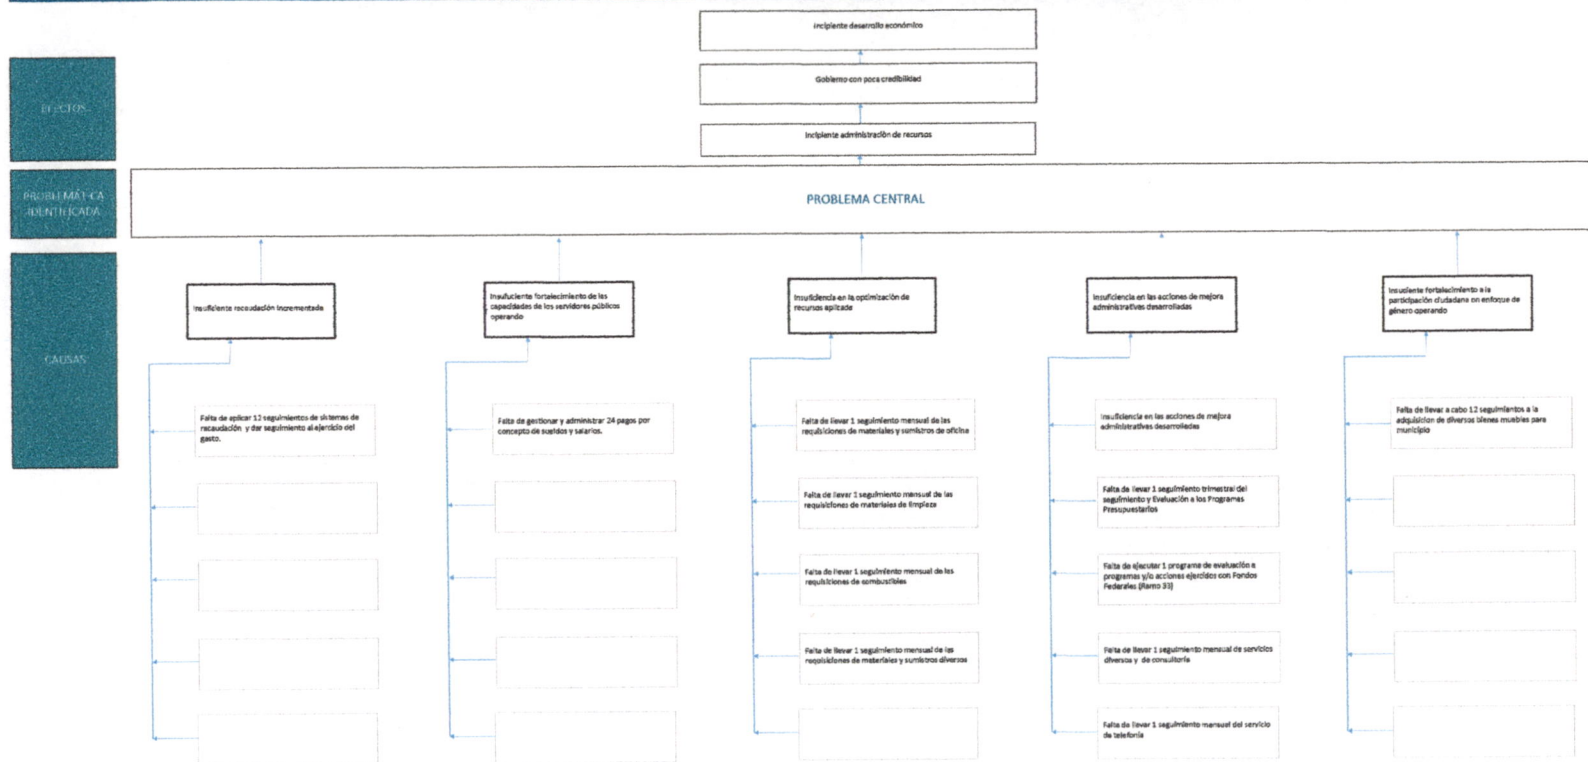 Incipiente desarrollo económico
Gobierno con poca credibilidad
EFECTOS
Incipiente administración de recursos
PROBLEMÁTICA
IDENTIFICADA
PROBLEMA CENTRAL
CAUSAS
Insuficiente recaudación incrementada
Insufuciente fortalecimiento de las
capacidadas de los servidores públicos
operando
Insuficiencia en la optimización de
recursos aplicada
Insuficiencia en las acciones de mejora
administrativas desarrolladas
Insuciente fortalecimiento a la
participación ciudadana on enfoque de
género operando
Falta de aplicar 12 seguimientos de sistemas de
recaudación y dar seguimiento al ejercicio del
gasto.
Falta de gestionar y administrar 24 pagos por
concepto de sueldos y salarios.
Falta de llevar 1 seguimiento mensual de las
requisiciones de materiales y sumistros de oficina
Insuficiencia en las acciones de mejora
administrativas desarrolladas
Falta de llevar a cabo 12 seguimientos a la
adquisicion de diversos bienes muebles para
municipio
Falta de llevar 1 seguimiento mensual de las
requisiciones de materiales de limpieza
Falta de llevar 1 seguimiento trimestral del
seguimiento y Evaluación a los Programas
Presupuestarios
Falta de llevar 1 seguimiento mensual de las
requisiciones de combustibles
Falta de ejecutar 1 programa de evaluación a
programas y/o acciones ejercidos con Fondos
Federales (Ramo 33)
Falta de llevar 1 seguimiento mensual de las
requisiciones de materiales y sumistros diversos
Falta de llevar 1 seguimiento mensual de servicios
diversos y de consultoría
Falta de llevar 1 seguimiento mensual del servicio
de telefonía